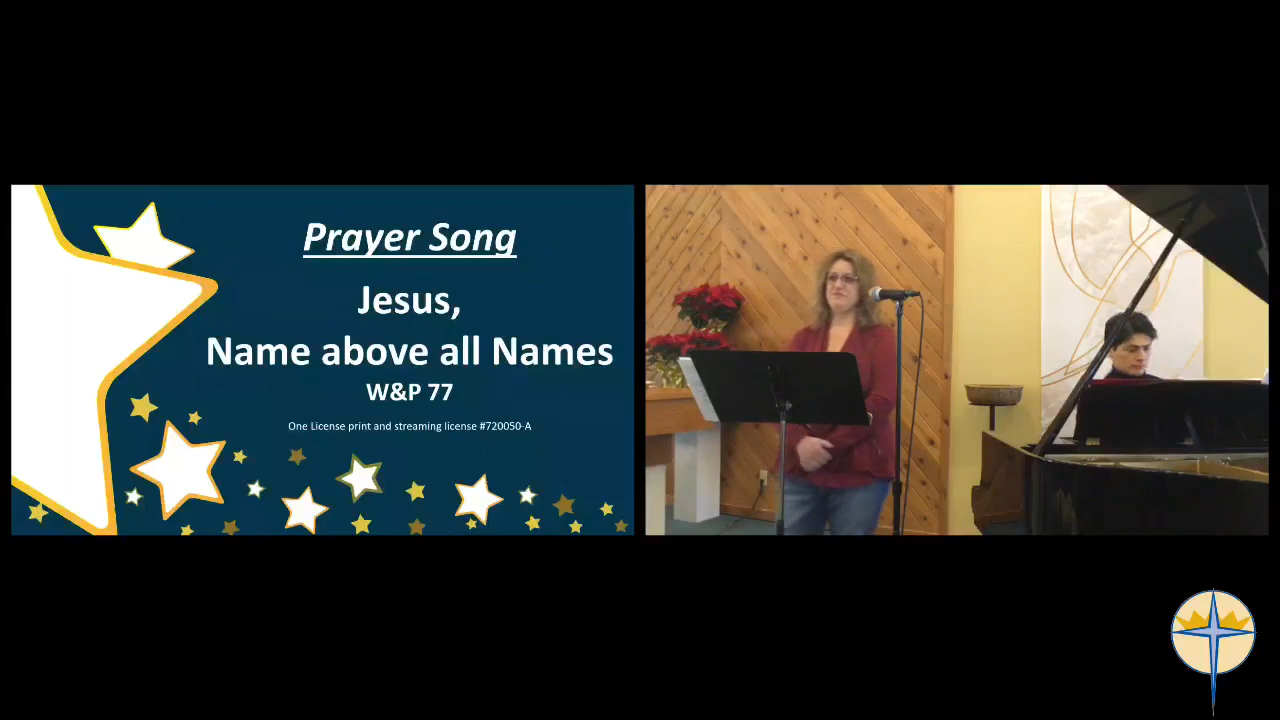 Prayer Song
Jesus,
Name above all Names
W&P 77
One License print and streaming license #720050-A